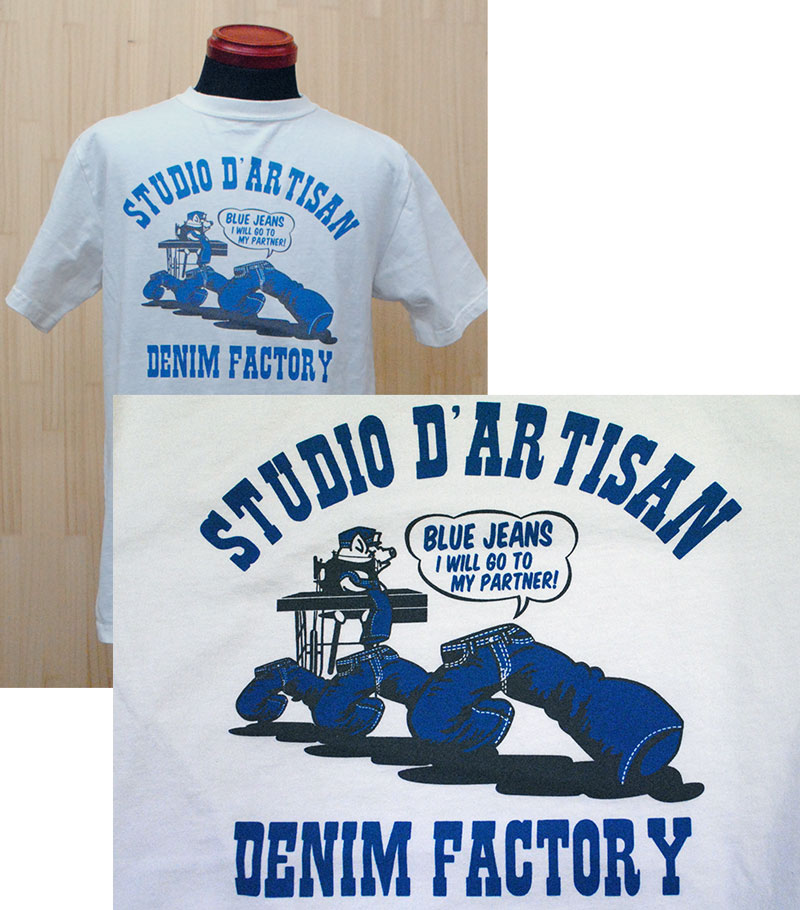 STUDIO D'ARTISAN
BLUE JEANS
I WILL GO TO
MY PARTNER!
DENIM FACTORY
STUDIO D'ARTISAN
BLUE JEANS
I WILL GO TO
MY PARTNER!
DENIM FACTORY